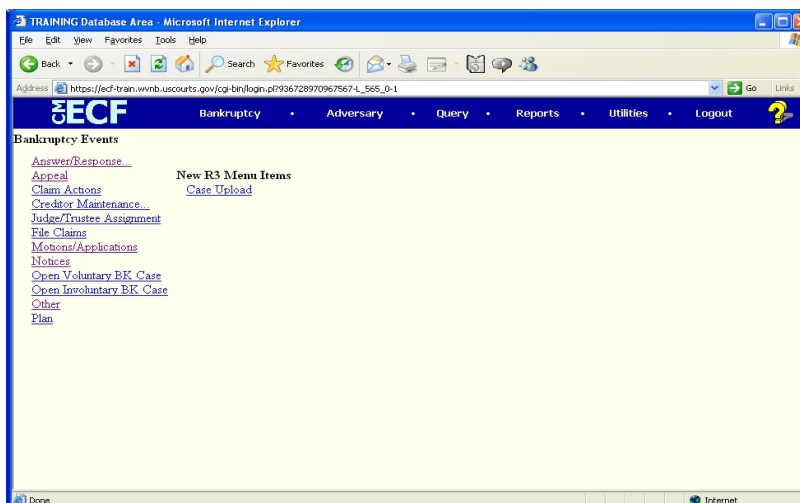 TRAINING Database Area - Microsoft Internet Explorer
File Edit View Favorites Tools Help
Back Search Favorites
Address https://ecf-train.wvnb.uscourts.gov/cgi-bin/login.pl?936728970967567-L_565_0-1 Go Links
CM ECF Bankruptcy • Adversary • Query • Reports • Utilities • Logout ?
Bankruptcy Events
Answer/Response...
Appeal New R3 Menu Items
Claim Actions Case Upload
Creditor Maintenance...
Judge/Trustee Assignment
File Claims
Motions/Applications
Notices
Open Voluntary BK Case
Open Involuntary BK Case
Other
Plan
Done Internet